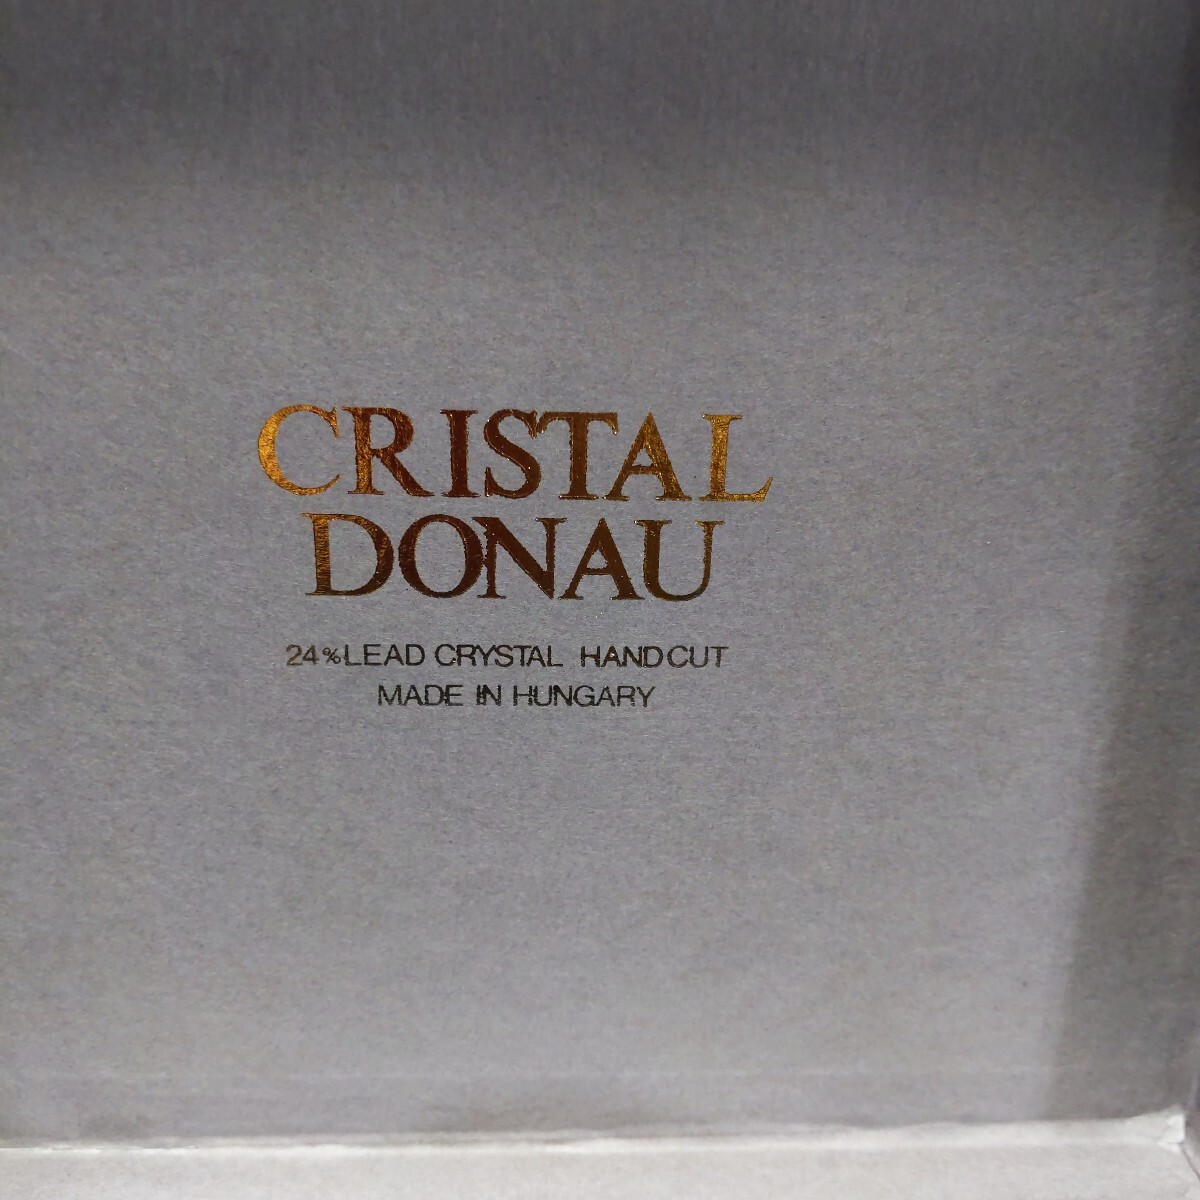 CRISTAL
DONAU
24% LEAD CRYSTAL HANDCUT
MADE IN HUNGARY